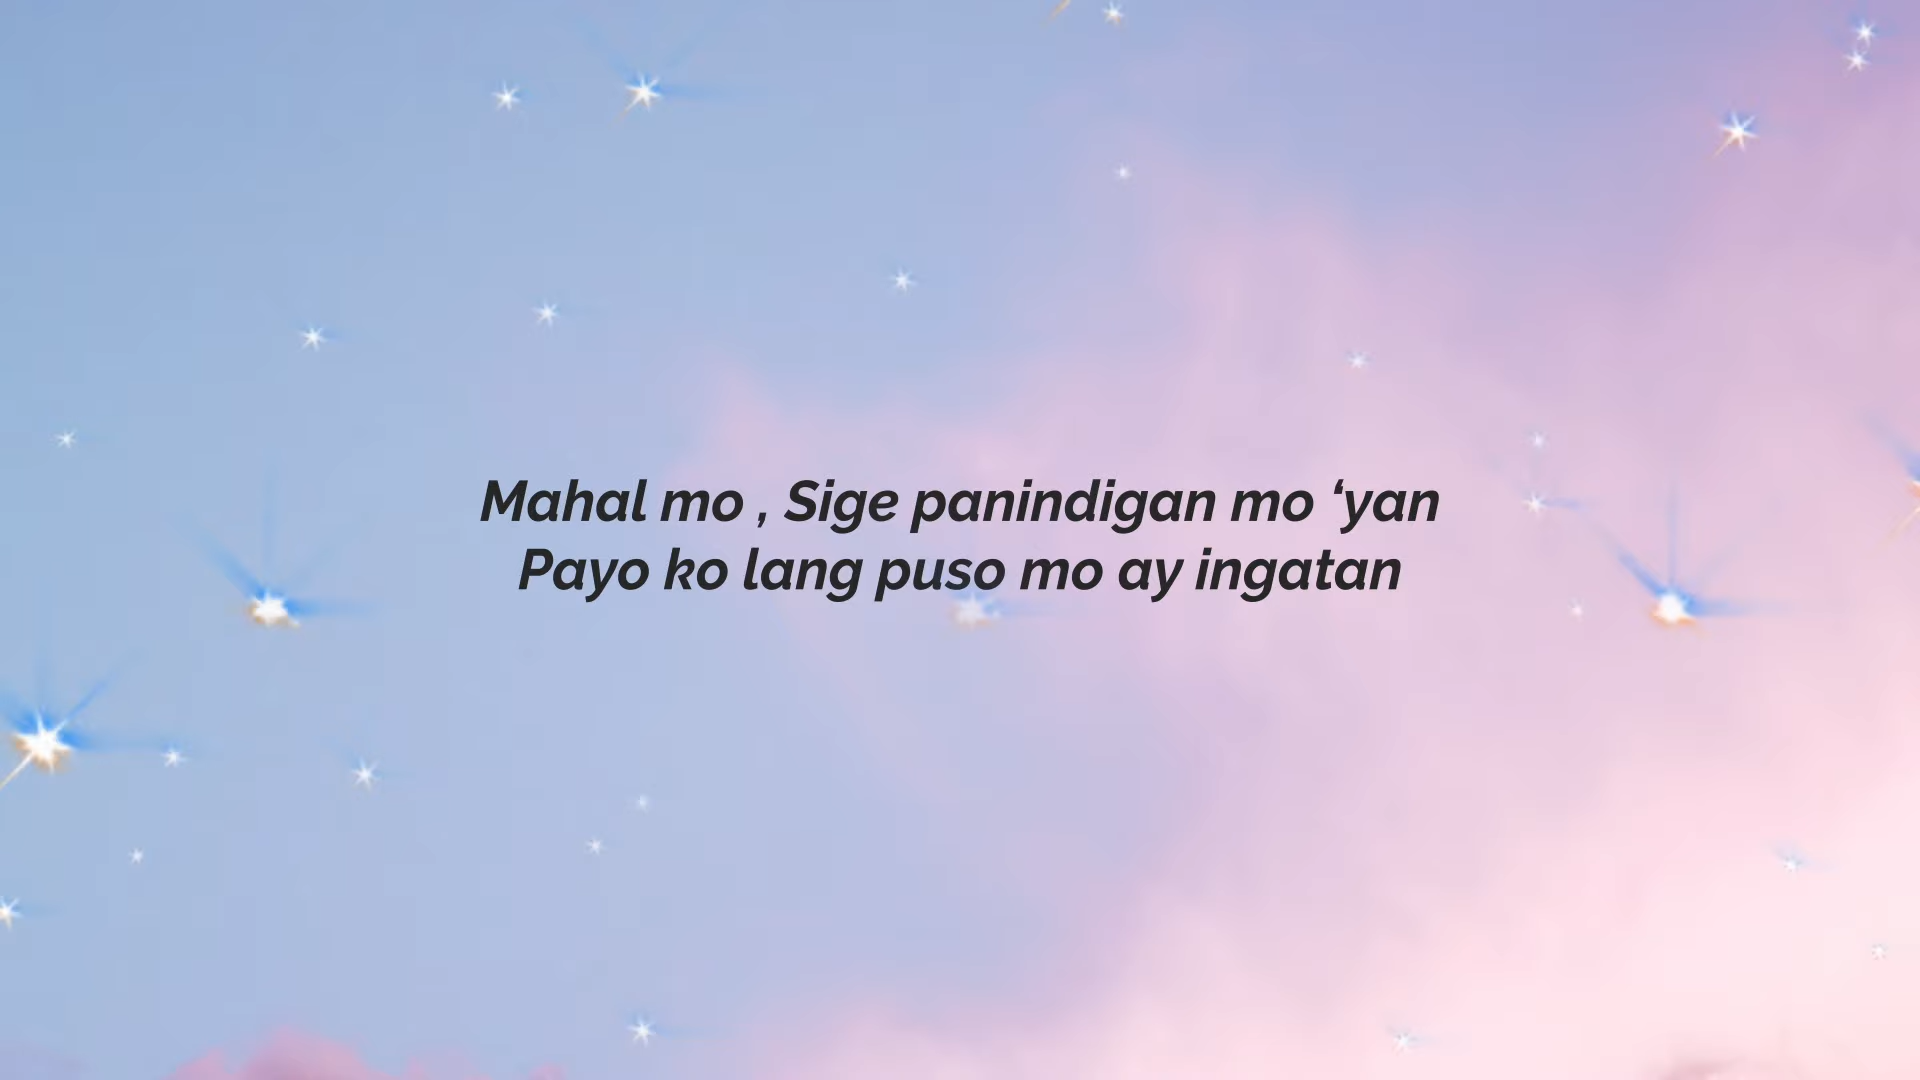 Mahal mo , Sige panindigan mo ‘yan
Payo ko lang puso mo ay ingatan